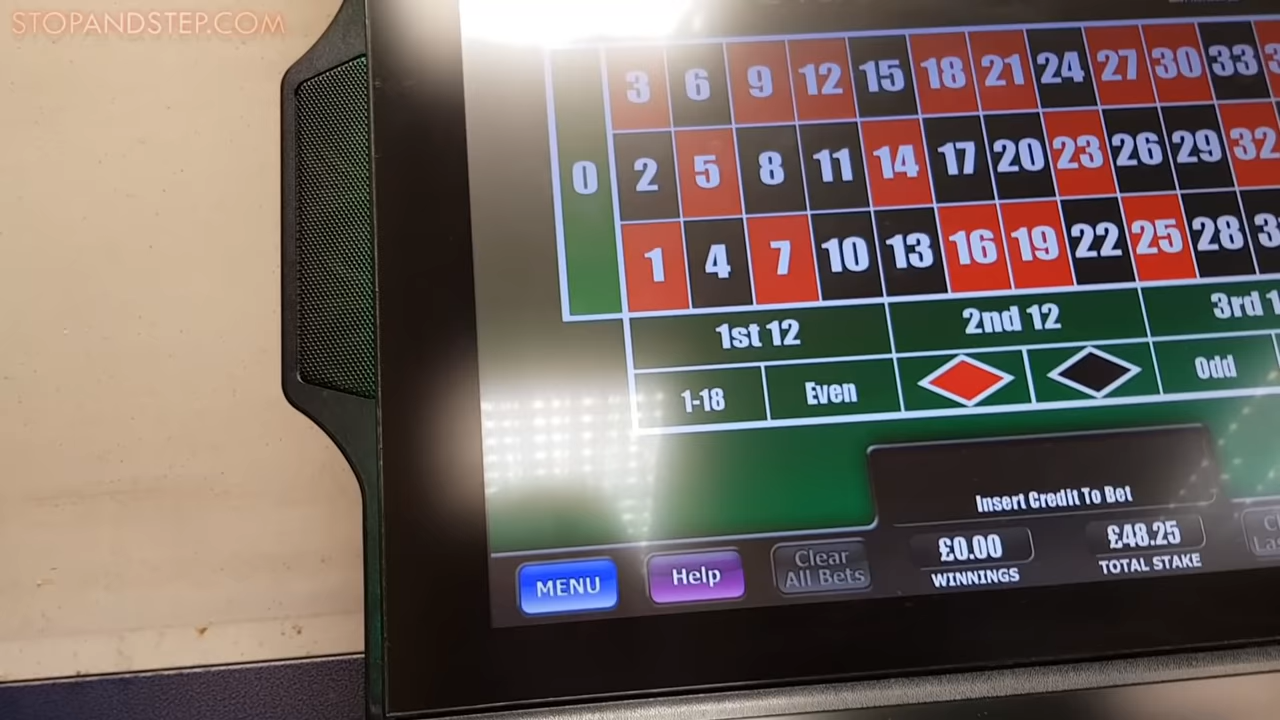 STOPANDSTEP.COM
3 6 9 12 15 18 21 24 27 30 33
0 2 5 8 11 14 17 20 23 26 29 32
1 4 7 10 13 16 19 22 25 28
1st 12 2nd 12 3rd
1-18 Even Odd
Insert Credit To Bet
MENU Help Clear All Bets £0.00 WINNINGS £48.25 TOTAL STAKE